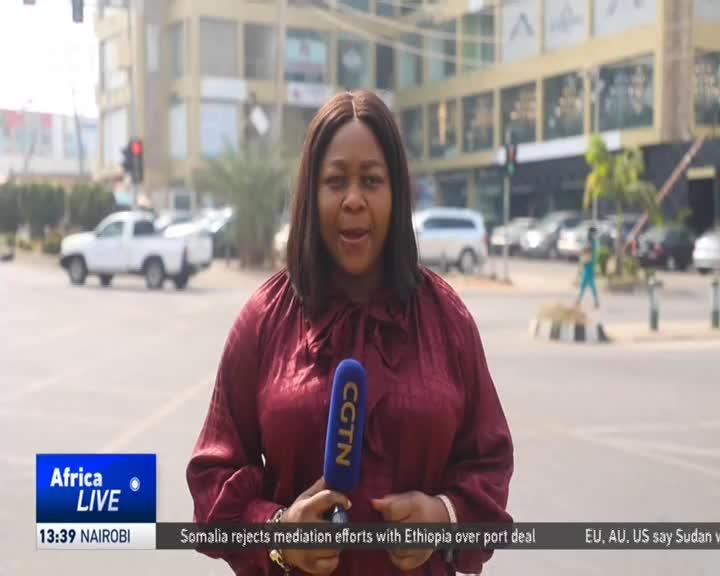 CGTN
Africa
LIVE
13:39 NAIROBI
Somalia rejects mediation efforts with Ethiopia over port deal EU, AU, US say Sudan